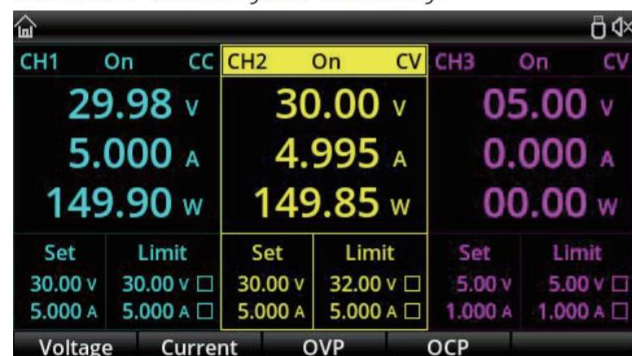 CH1 On CC CH2 On CV CH3 On CV
29.98 V 30.00 V 05.00 V
5.000 A 4.995 A 0.000 A
149.90 W 149.85 W 00.00 W
Set Limit Set Limit Set Limit
30.00 V 30.00 V 30.00 V 32.00 V 5.00 V 5.00 V
5.000 A 5.000 A 5.000 A 5.000 A 1.000 A 1.000 A
Voltage Current OVP OCP